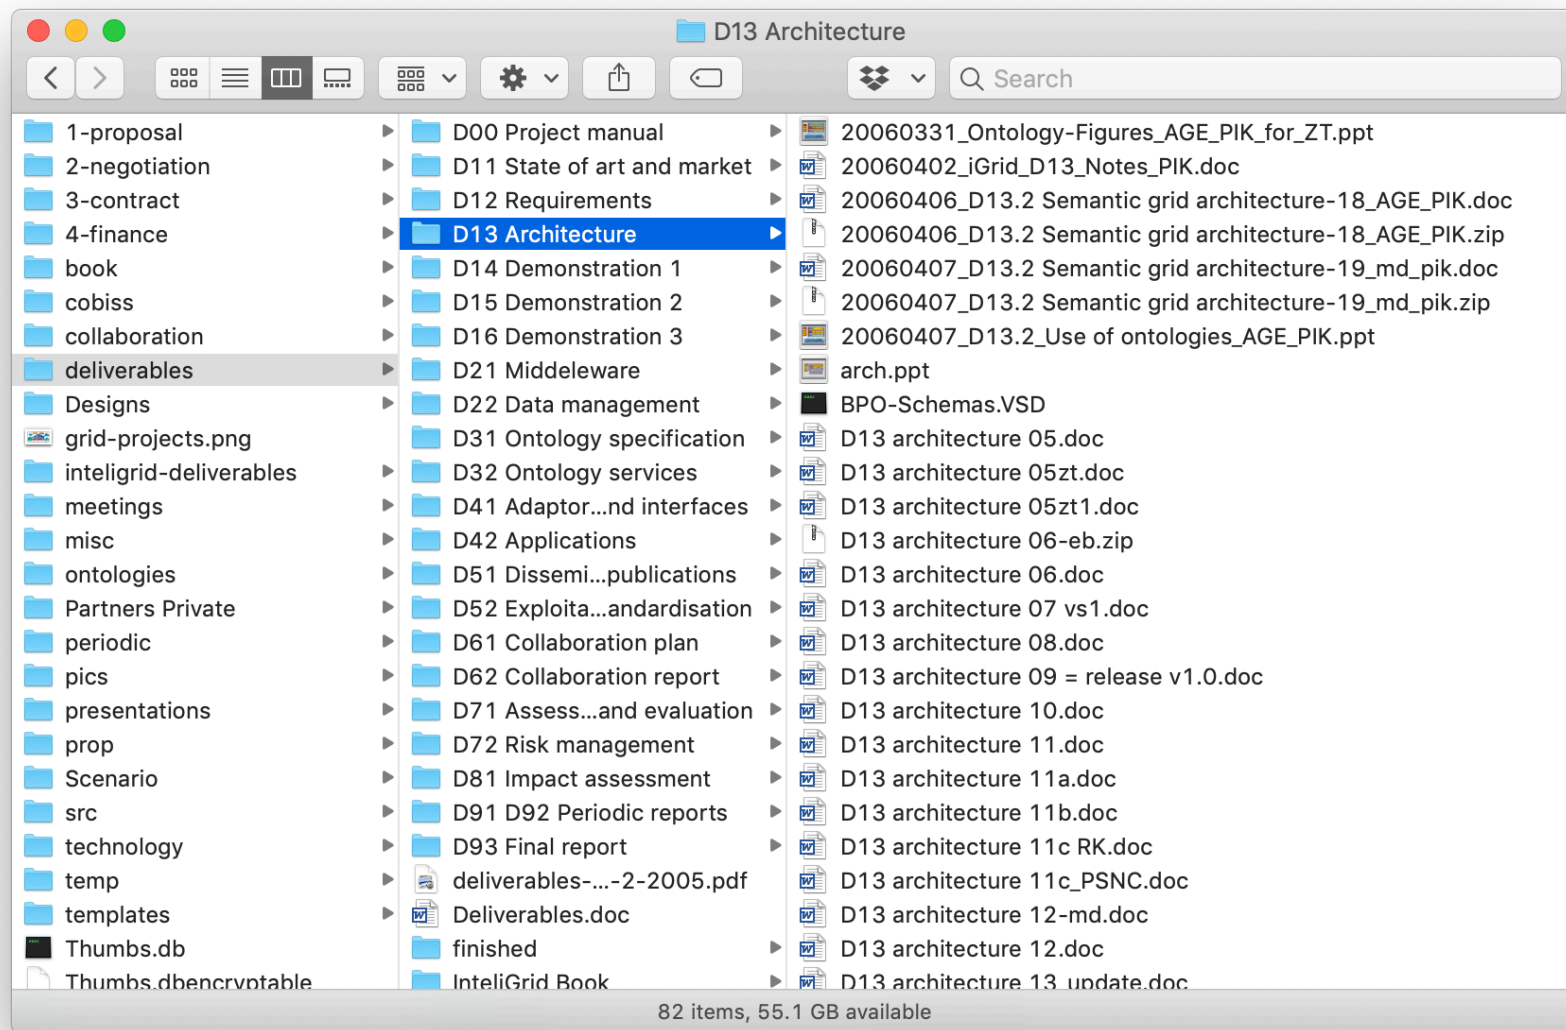 D13 Architecture
Search
1-proposal
2-negotiation
3-contract
4-finance
book
cobiss
collaboration
deliverables
Designs
grid-projects.png
inteligrid-deliverables
meetings
misc
ontologies
Partners Private
periodic
pics
presentations
prop
Scenario
src
technology
temp
templates
Thumbs.db
Thumbs.dbencryptable
D00 Project manual
D11 State of art and market
D12 Requirements
D13 Architecture
D14 Demonstration 1
D15 Demonstration 2
D16 Demonstration 3
D21 Middeleware
D22 Data management
D31 Ontology specification
D32 Ontology services
D41 Adaptor...nd interfaces
D42 Applications
D51 Dissemi...publications
D52 Exploita...andardisation
D61 Collaboration plan
D62 Collaboration report
D71 Assess...and evaluation
D72 Risk management
D81 Impact assessment
D91 D92 Periodic reports
D93 Final report
deliverables-...-2-2005.pdf
Deliverables.doc
finished
InteliGrid Book
20060331_Ontology-Figures_AGE_PIK_for_ZT.ppt
20060402_iGrid_D13_Notes_PIK.doc
20060406_D13.2 Semantic grid architecture-18_AGE_PIK.doc
20060406_D13.2 Semantic grid architecture-18_AGE_PIK.zip
20060407_D13.2 Semantic grid architecture-19_md_pik.doc
20060407_D13.2 Semantic grid architecture-19_md_pik.zip
20060407_D13.2_Use of ontologies_AGE_PIK.ppt
arch.ppt
BPO-Schemas.VSD
D13 architecture 05.doc
D13 architecture 05zt.doc
D13 architecture 05zt1.doc
D13 architecture 06-eb.zip
D13 architecture 06.doc
D13 architecture 07 vs1.doc
D13 architecture 08.doc
D13 architecture 09 = release v1.0.doc
D13 architecture 10.doc
D13 architecture 11.doc
D13 architecture 11a.doc
D13 architecture 11b.doc
D13 architecture 11c RK.doc
D13 architecture 11c_PSNC.doc
D13 architecture 12-md.doc
D13 architecture 12.doc
D13 architecture 13_update.doc
82 items, 55.1 GB available